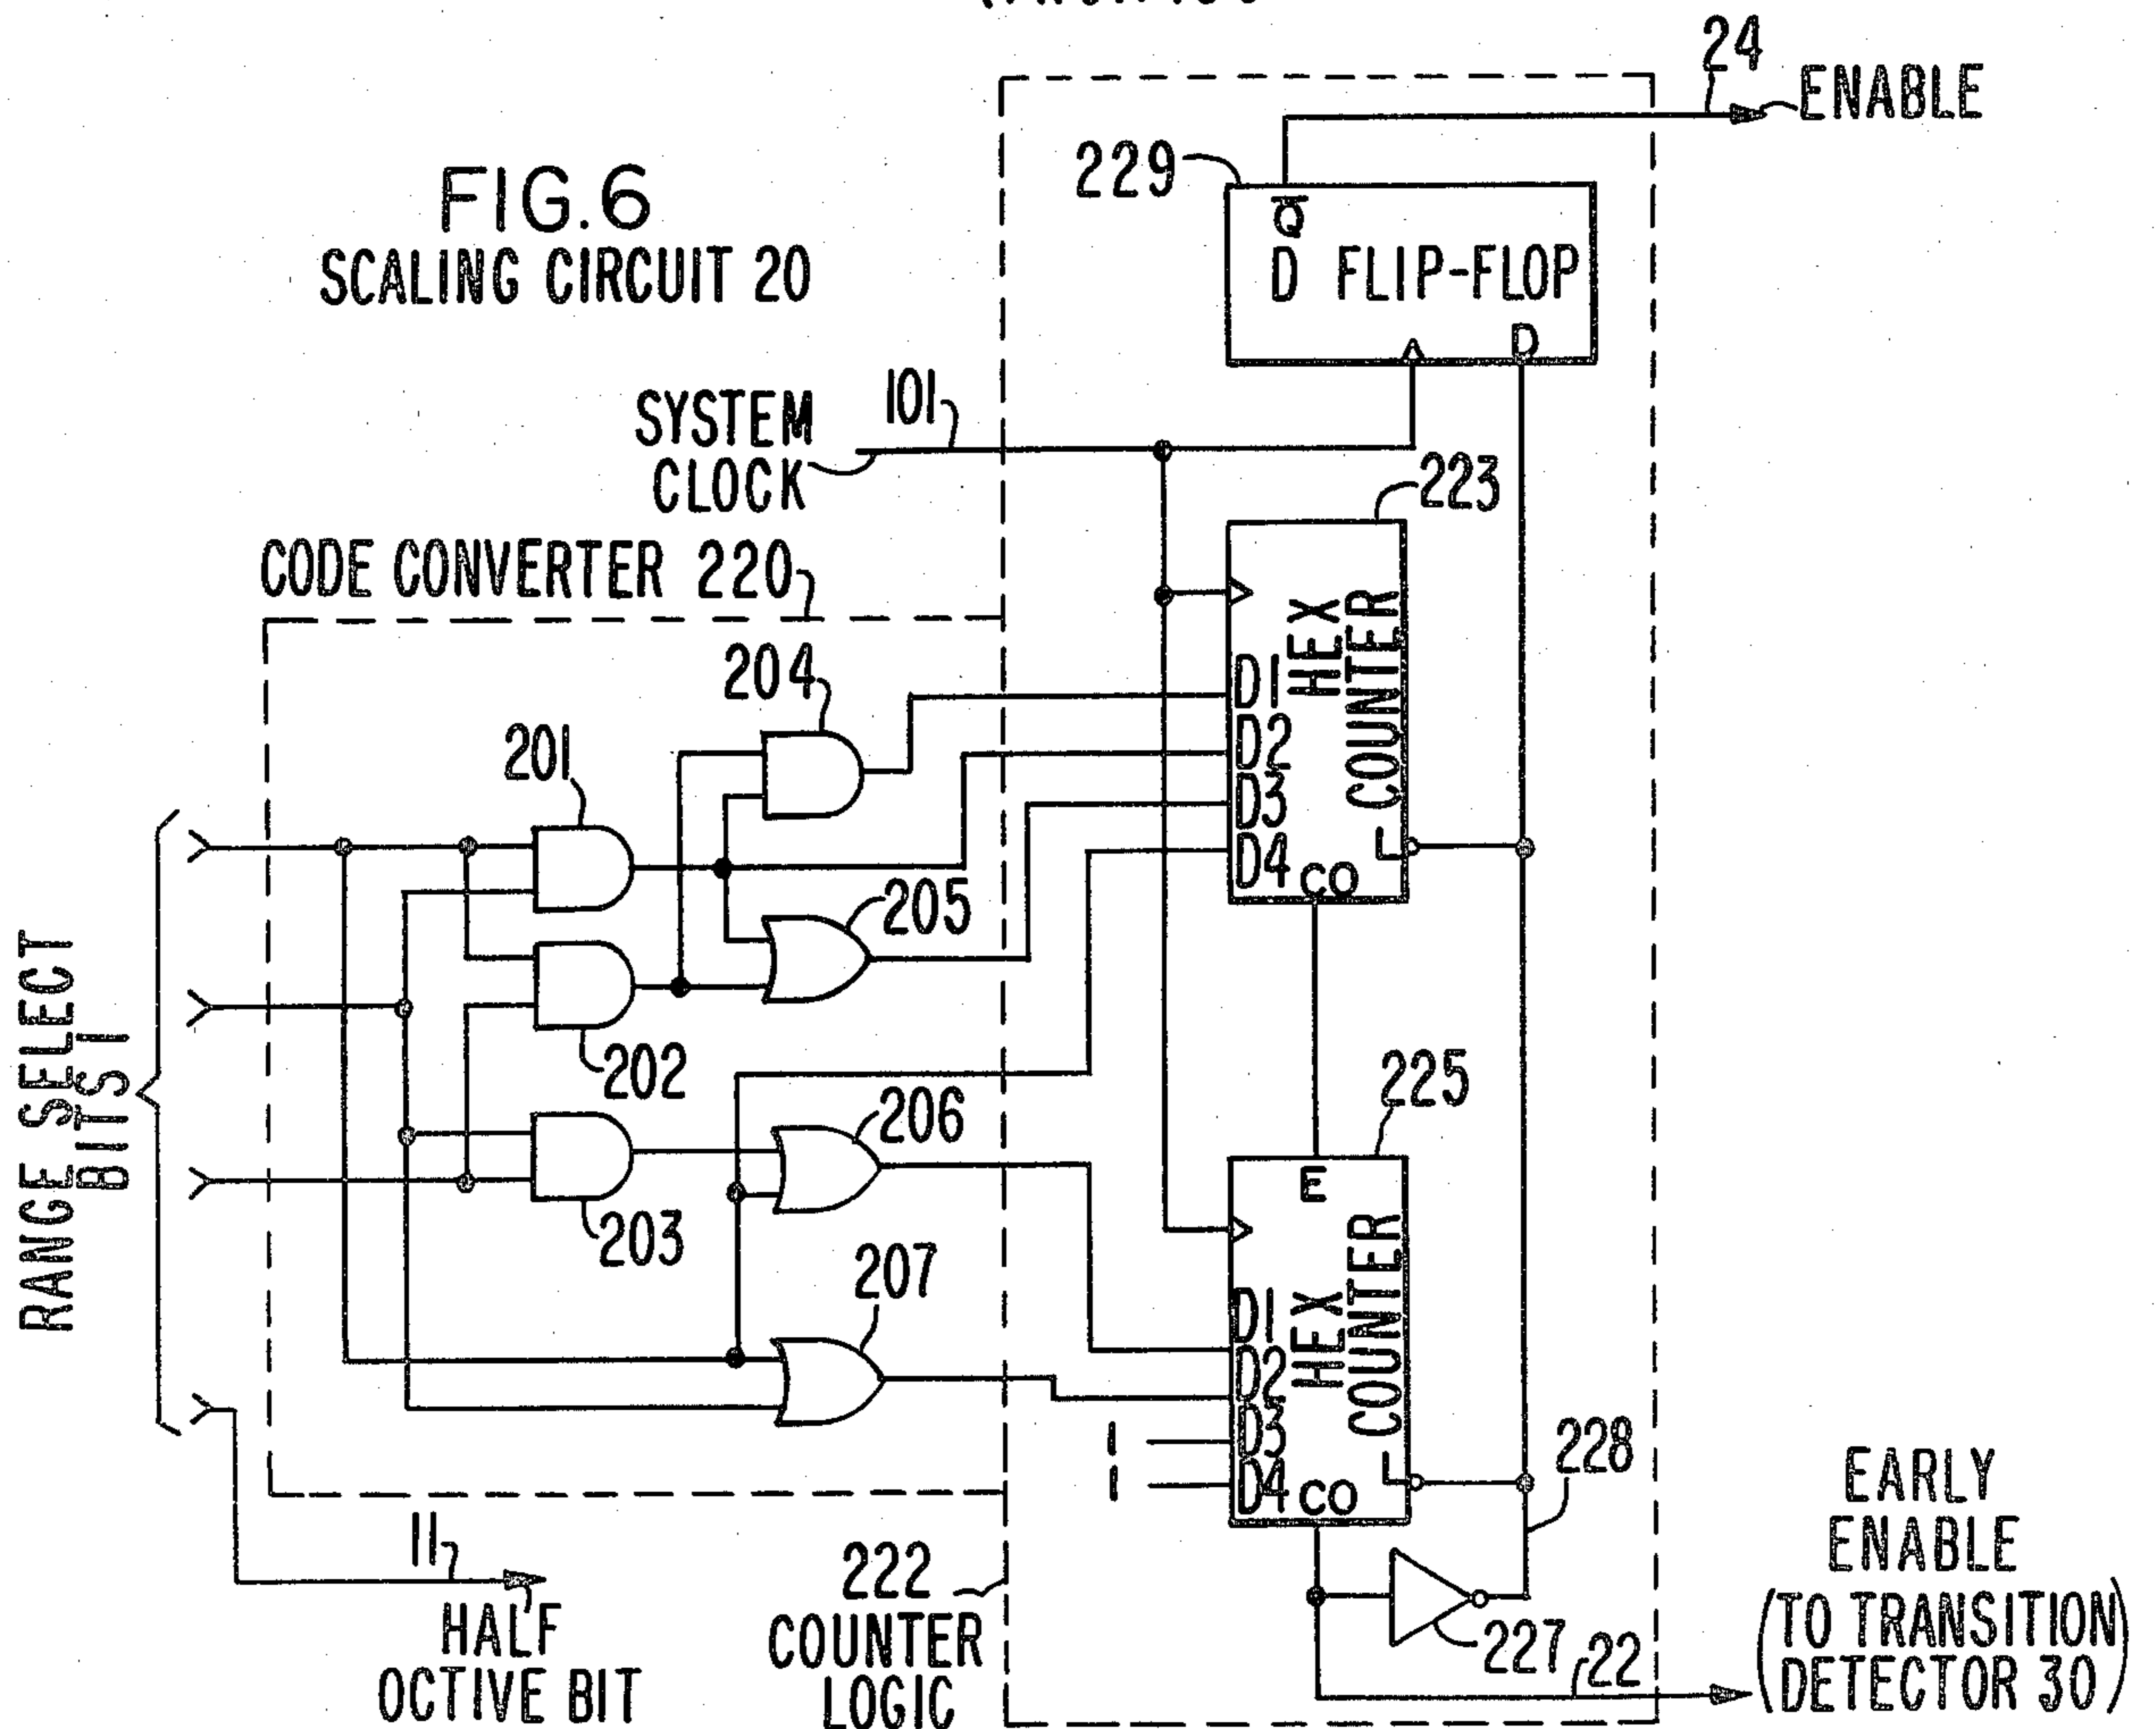 24
ENABLE
229
Q
D FLIP-FLOP
D
FIG.6
SCALING CIRCUIT 20
SYSTEM
CLOCK
101
223
CODE CONVERTER 220
HEX
COUNTER
D1
D2
D3
D4
CO
L
204
201
205
202
206
203
207
RANGE SELECT
BITS 1
225
E
HEX
COUNTER
D1
D2
D3
D4
CO
L
1
1
228
227
22
EARLY
ENABLE
(TO TRANSITION
DETECTOR 30)
11
HALF
OCTIVE BIT
222
COUNTER
LOGIC